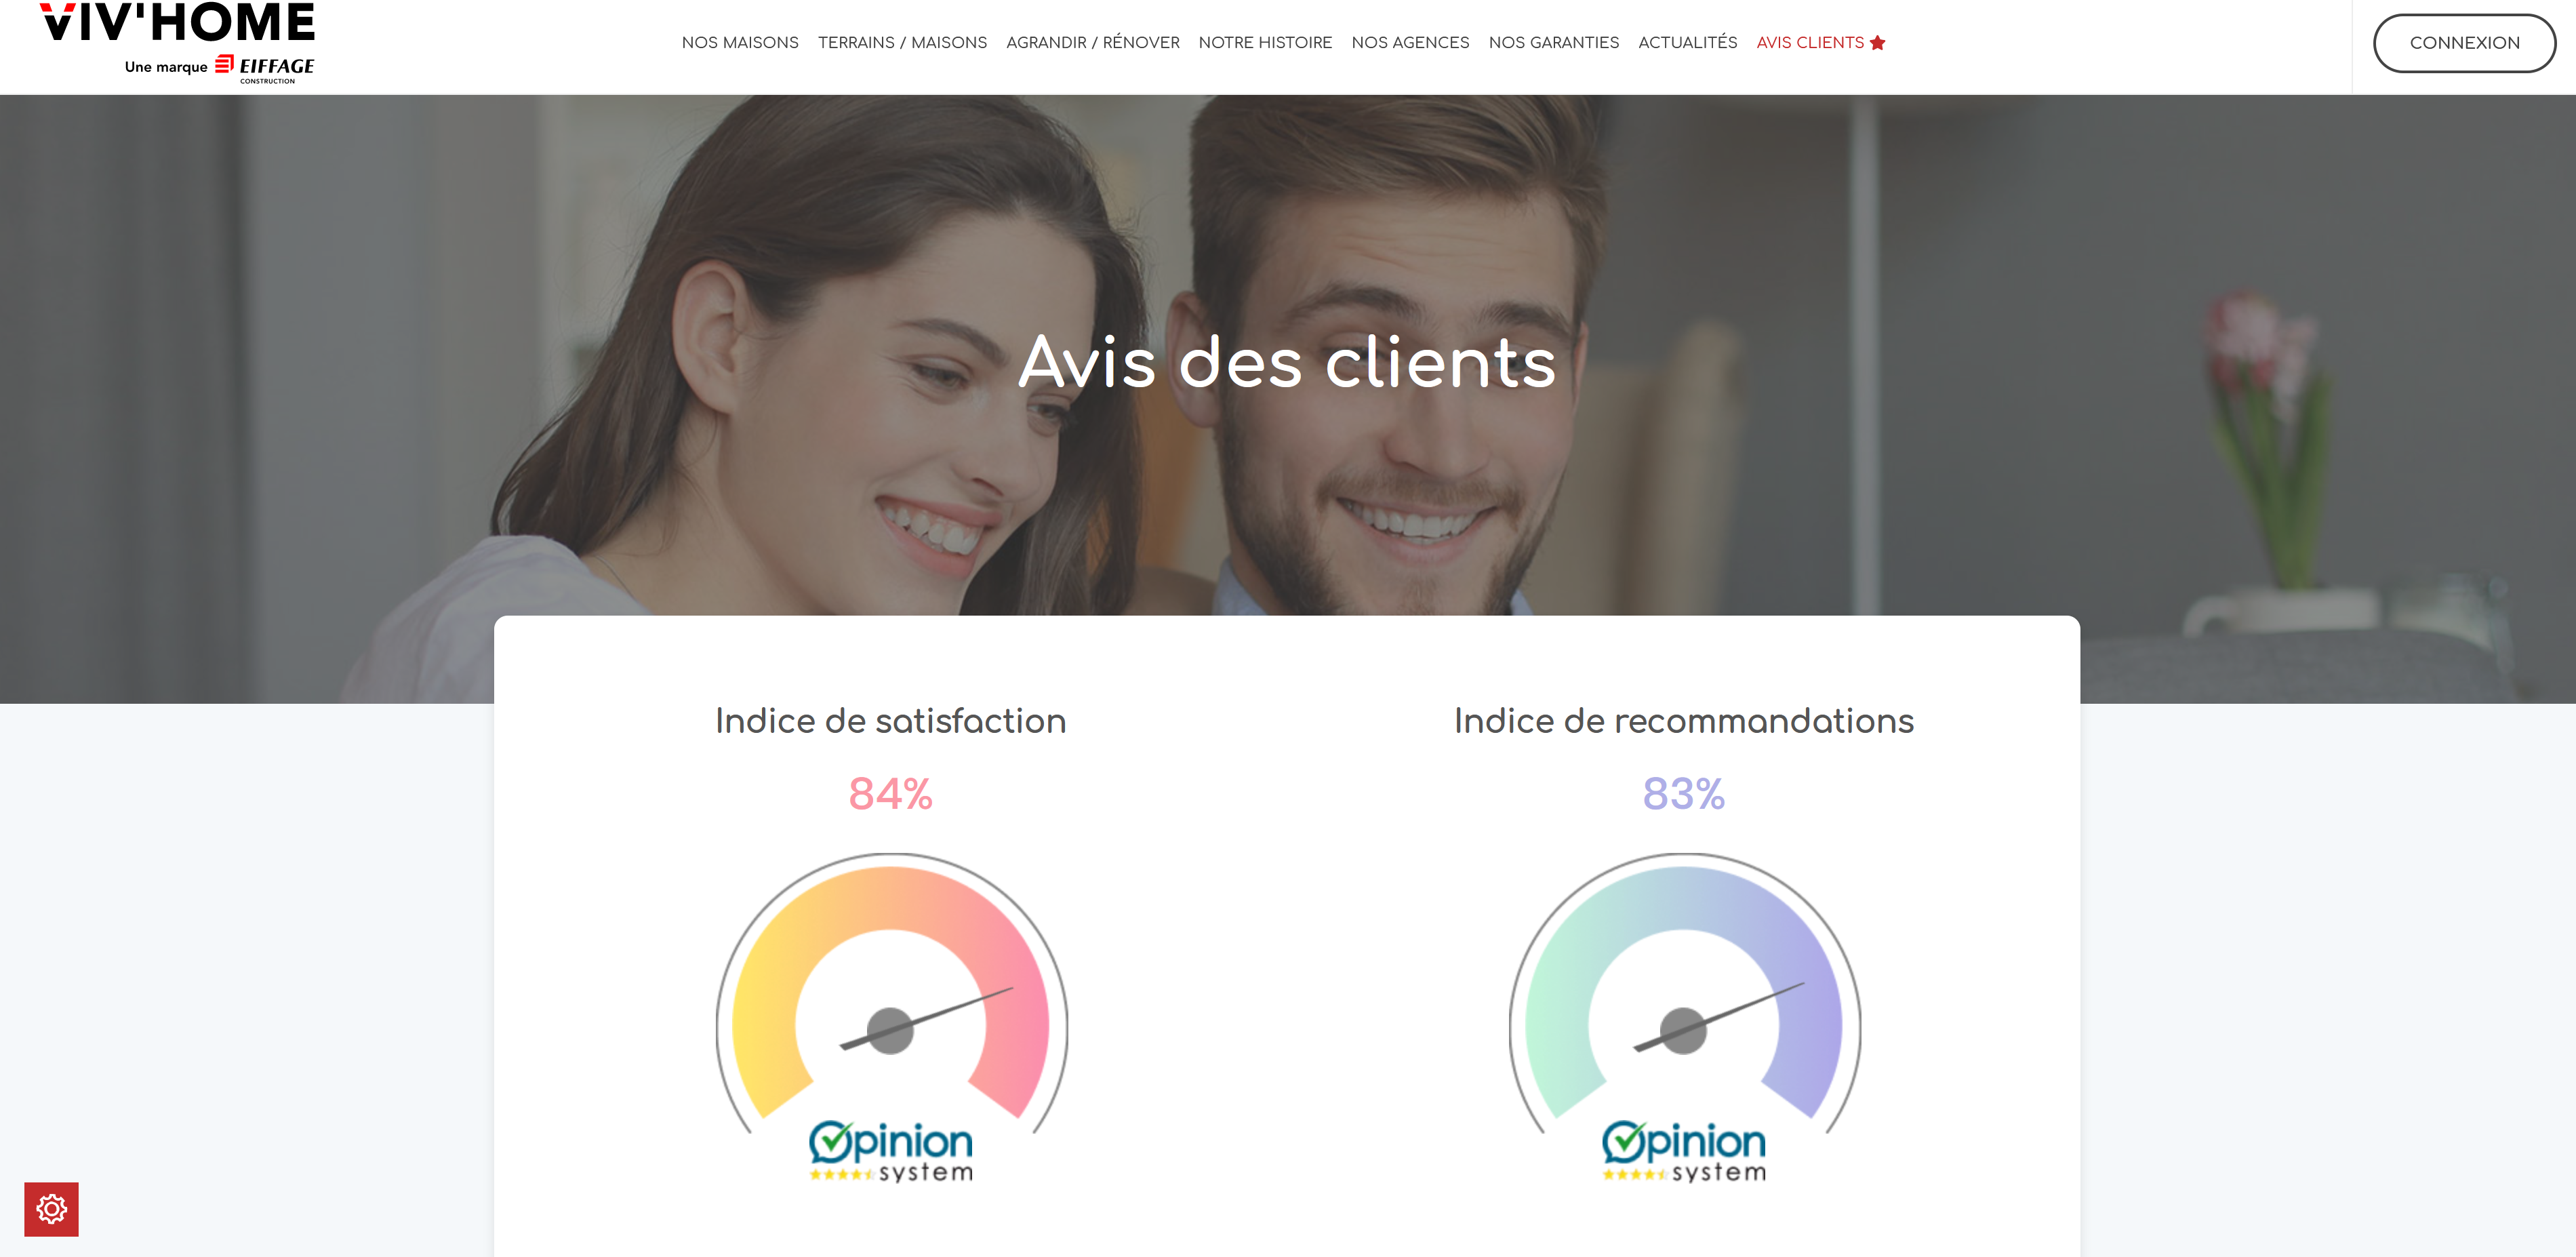 VIV'HOME
Une marque EIFFAGE
CONSTRUCTION
NOS MAISONS TERRAINS / MAISONS AGRANDIR / RÉNOVER NOTRE HISTOIRE NOS AGENCES NOS GARANTIES ACTUALITÉS AVIS CLIENTS
CONNEXION
Avis des clients
Indice de satisfaction
84%
Opinion
system
Indice de recommandations
83%
Opinion
system